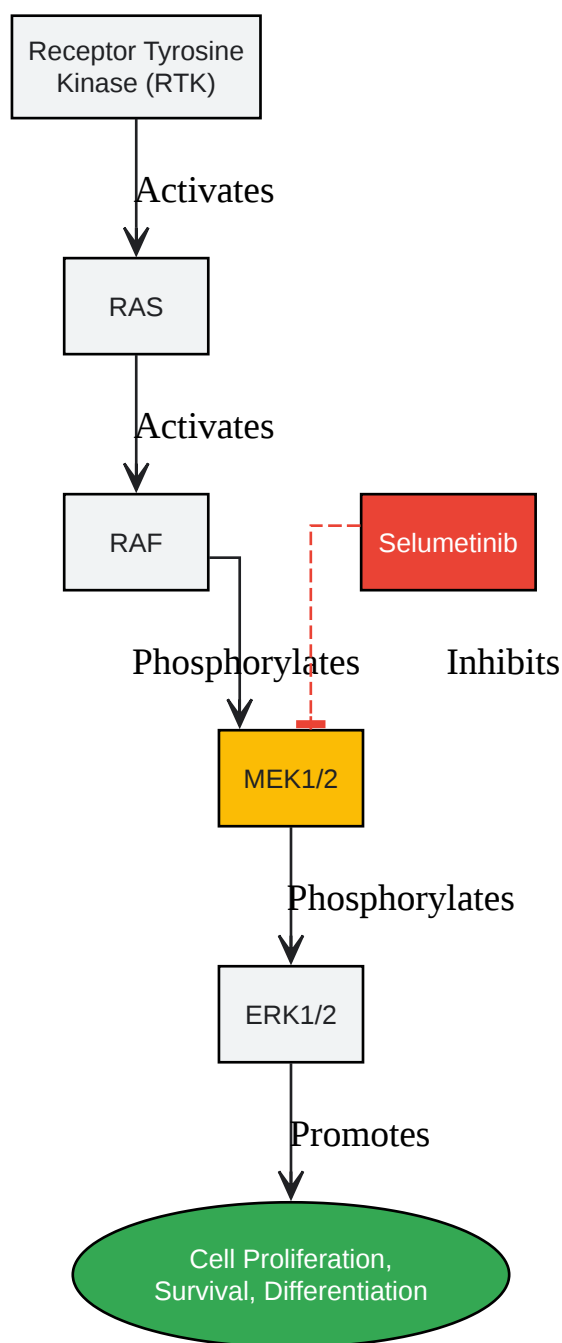 Receptor Tyrosine
Kinase (RTK)
Activates
RAS
Activates
RAF
Selumetinib
Phosphorylates
Inhibits
MEK1/2
Phosphorylates
ERK1/2
Promotes
Cell Proliferation,
Survival, Differentiation